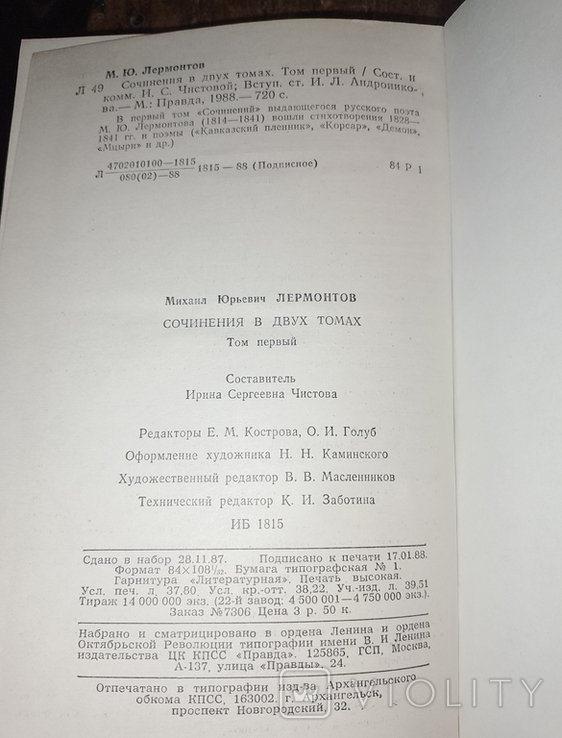 М. Ю. Лермонтов
Л 49 Сочинения в двух томах. Том первый / Сост. и
комм. И. С. Чистовой; Вступ. ст. И. Л. Андронико-
ва.— М.: Правда, 1988.— 720 с.
В первый том «Сочинений» выдающегося русского поэта
М. Ю. Лермонтова (1814—1841) вошли стихотворения 1828—
1841 гг. и поэмы («Кавказский пленник», «Корсар», «Демон»,
«Мцыри» и др.)
Л 4702010100—1815 / 080(02)—88 1815—88 (Подписное) 84 Р 1
Михаил Юрьевич ЛЕРМОНТОВ
СОЧИНЕНИЯ В ДВУХ ТОМАХ
Том первый
Составитель
Ирина Сергеевна Чистова
Редакторы Е. М. Кострова, О. И. Голуб
Оформление художника Н. Н. Каминского
Художественный редактор В. В. Масленников
Технический редактор К. И. Заботина
ИБ 1815
Сдано в набор 28.11.87. Подписано к печати 17.01.88.
Формат 84×108 1/32. Бумага типографская № 1.
Гарнитура «Литературная». Печать высокая.
Усл. печ. л. 37,80. Усл. кр.-отт. 38,22. Уч.-изд. л. 39,51
Тираж 14 000 000 экз. (22-й завод: 4 500 001—4 750 000 экз.)
Заказ №7306. Цена 3 р. 50 к.
Набрано и сматрицировано в ордена Ленина и ордена
Октябрьской Революции типографии имени В. И Ленина
издательства ЦК КПСС «Правда». 125865, ГСП, Москва,
А-137, улица «Правды», 24.
Отпечатано в типографии изд-ва Архангельского
обкома КПСС, 163002. г. Архангельск,
проспект Новгородский, 32.
VIOLITY